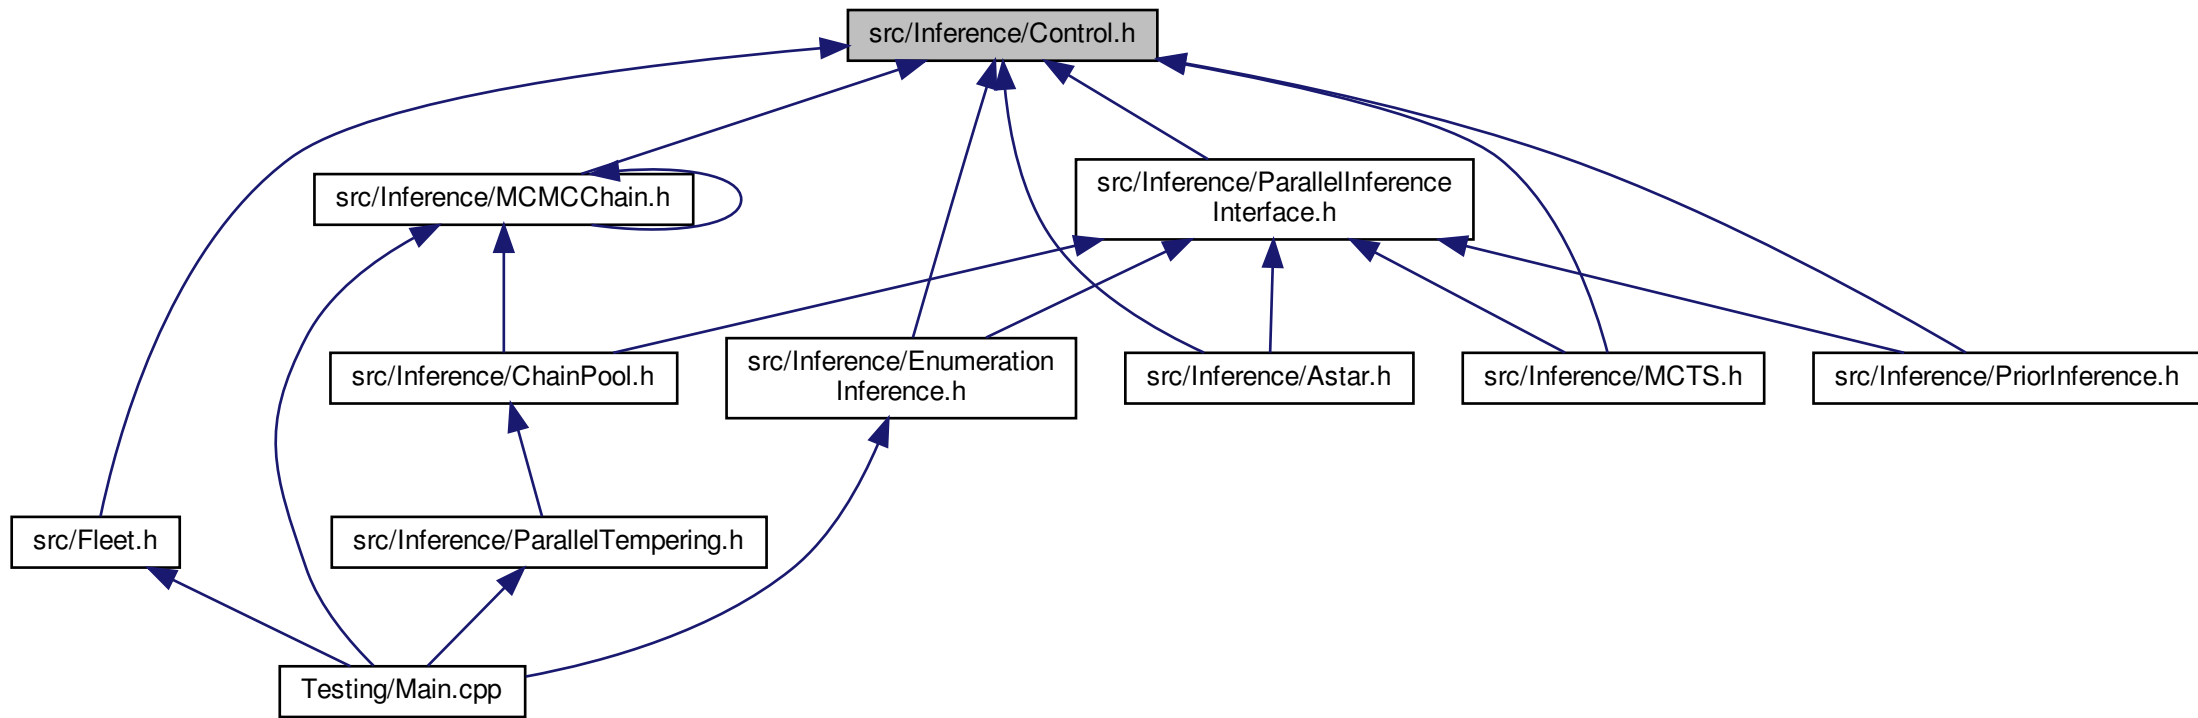 src/Inference/Control.h
src/Inference/MCMCChain.h
src/Inference/ParallelInference
Interface.h
src/Inference/ChainPool.h
src/Inference/Enumeration
Inference.h
src/Inference/Astar.h
src/Inference/MCTS.h
src/Inference/PriorInference.h
src/Fleet.h
src/Inference/ParallelTempering.h
Testing/Main.cpp